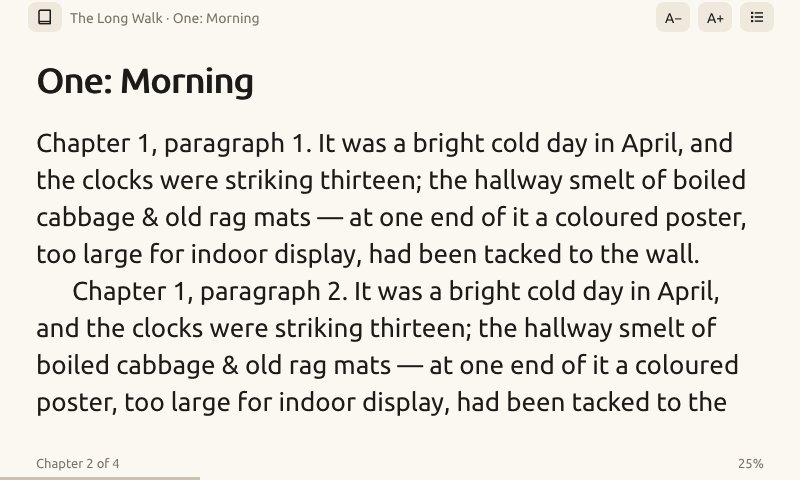 The Long Walk · One: Morning
A−
A+
One: Morning
Chapter 1, paragraph 1. It was a bright cold day in April, and
the clocks were striking thirteen; the hallway smelt of boiled
cabbage & old rag mats — at one end of it a coloured poster,
too large for indoor display, had been tacked to the wall.
Chapter 1, paragraph 2. It was a bright cold day in April,
and the clocks were striking thirteen; the hallway smelt of
boiled cabbage & old rag mats — at one end of it a coloured
poster, too large for indoor display, had been tacked to the
Chapter 2 of 4
25%